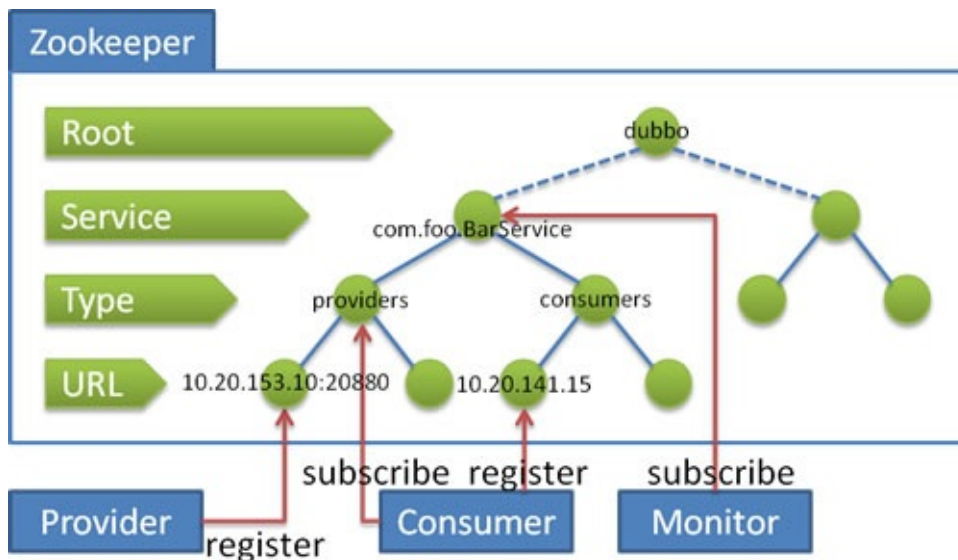 Zookeeper
Root
dubbo
Service
com.foo.BarService
Type
providers
consumers
URL
10.20.153.10:20880
10.20.141.15
subscribe
register
subscribe
Provider
Consumer
Monitor
register